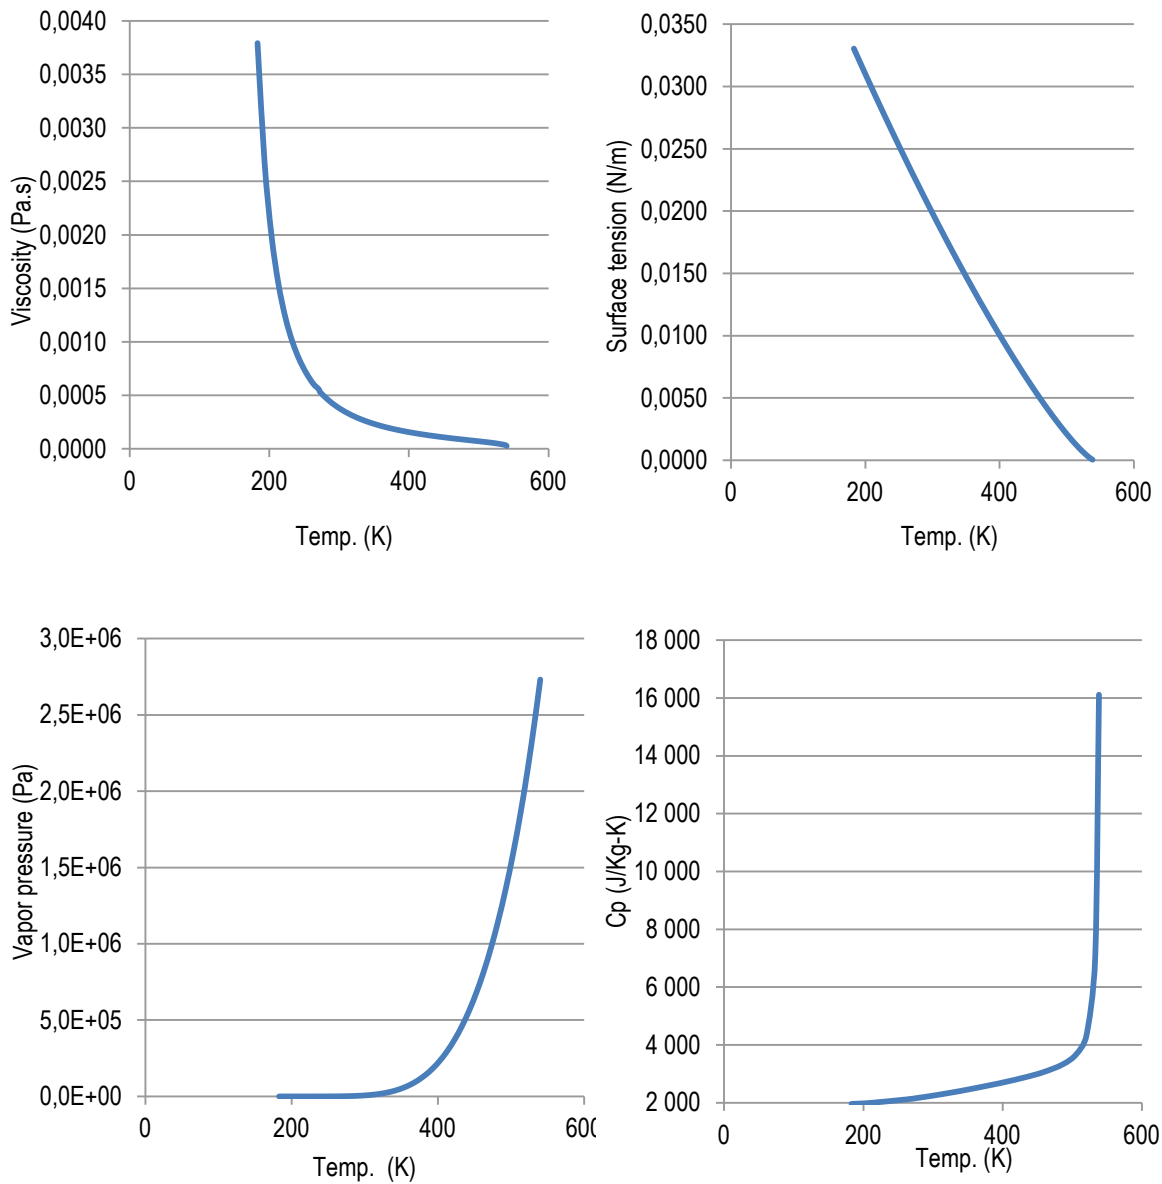 Viscosity (Pa.s)
0,0040
0,0035
0,0030
0,0025
0,0020
0,0015
0,0010
0,0005
0,0000
0 200 400 600
Temp. (K)
Surface tension (N/m)
0,0350
0,0300
0,0250
0,0200
0,0150
0,0100
0,0050
0,0000
0 200 400 600
Temp. (K)
Vapor pressure (Pa)
3,0E+06
2,5E+06
2,0E+06
1,5E+06
1,0E+06
5,0E+05
0,0E+00
0 200 400 600
Temp. (K)
Cp (J/Kg-K)
18 000
16 000
14 000
12 000
10 000
8 000
6 000
4 000
2 000
0 200 400 600
Temp. (K)